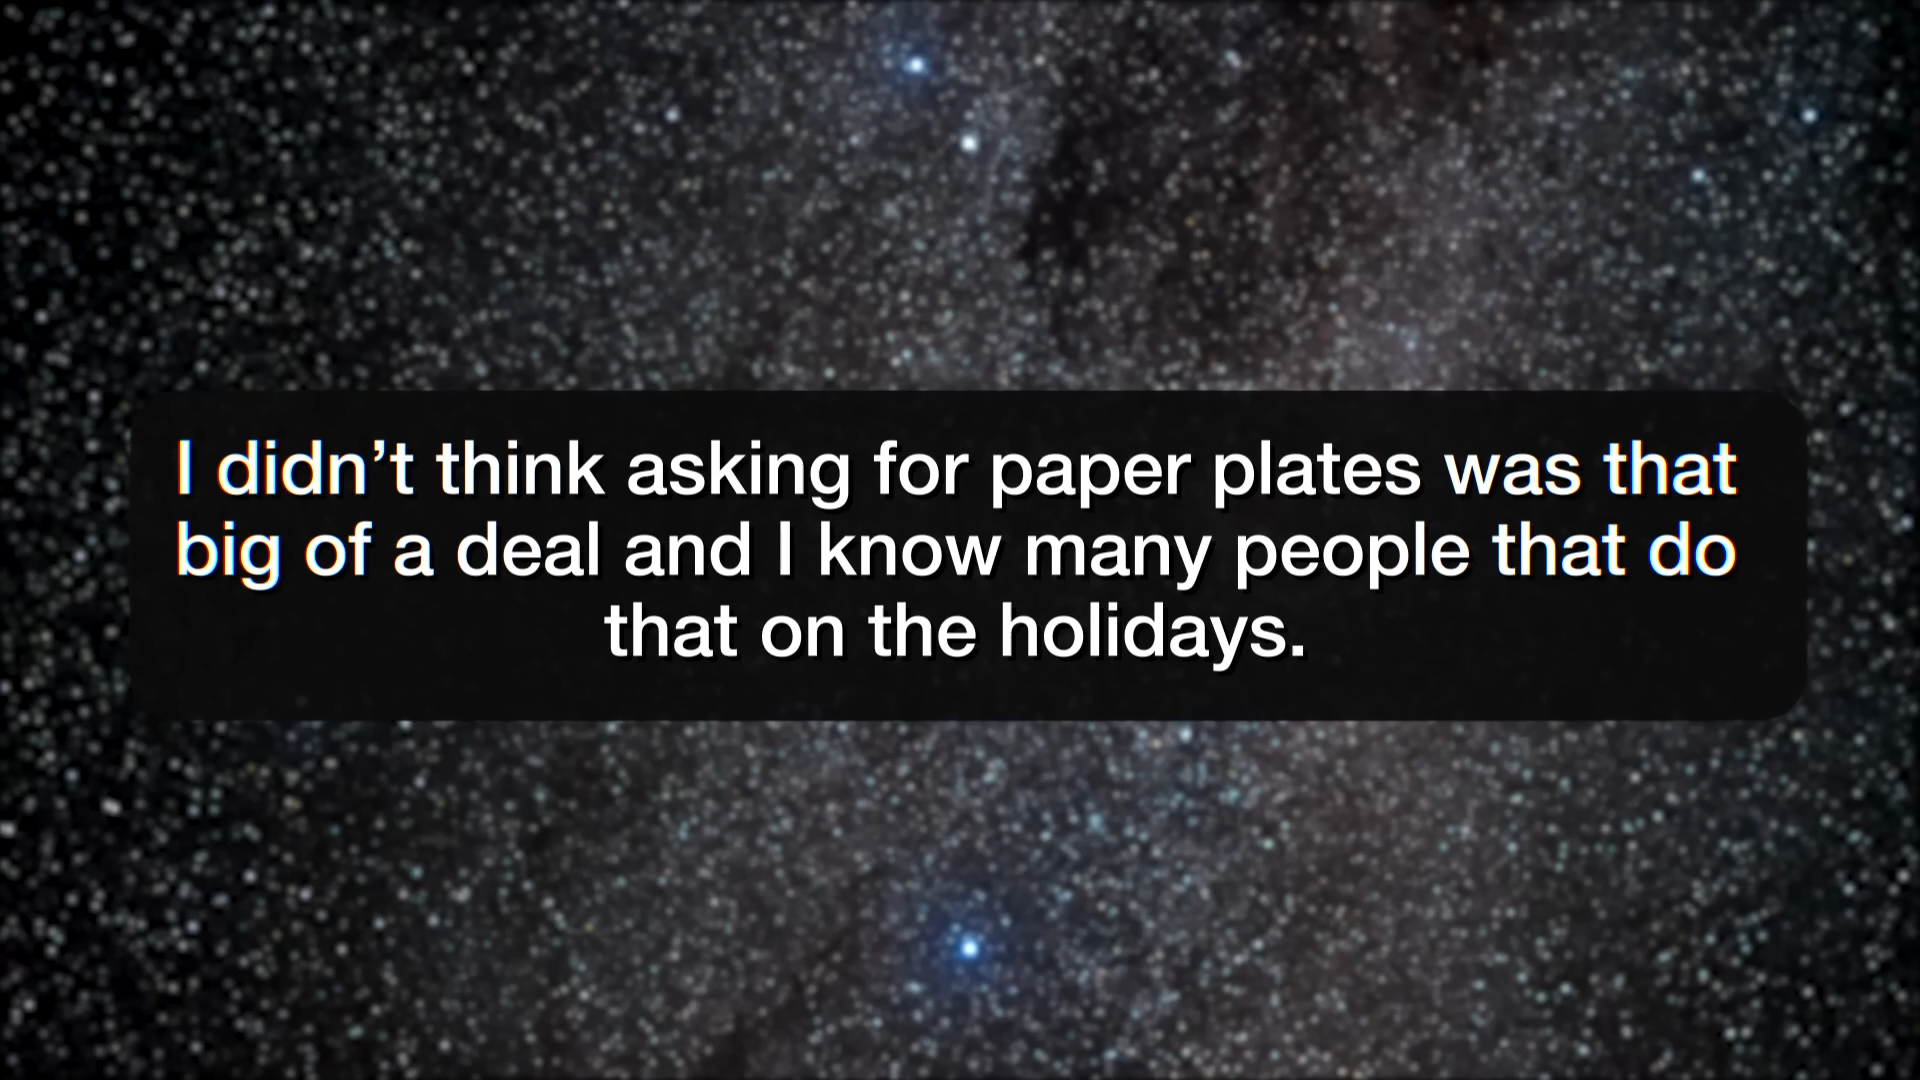 I didn’t think asking for paper plates was that
big of a deal and I know many people that do
that on the holidays.